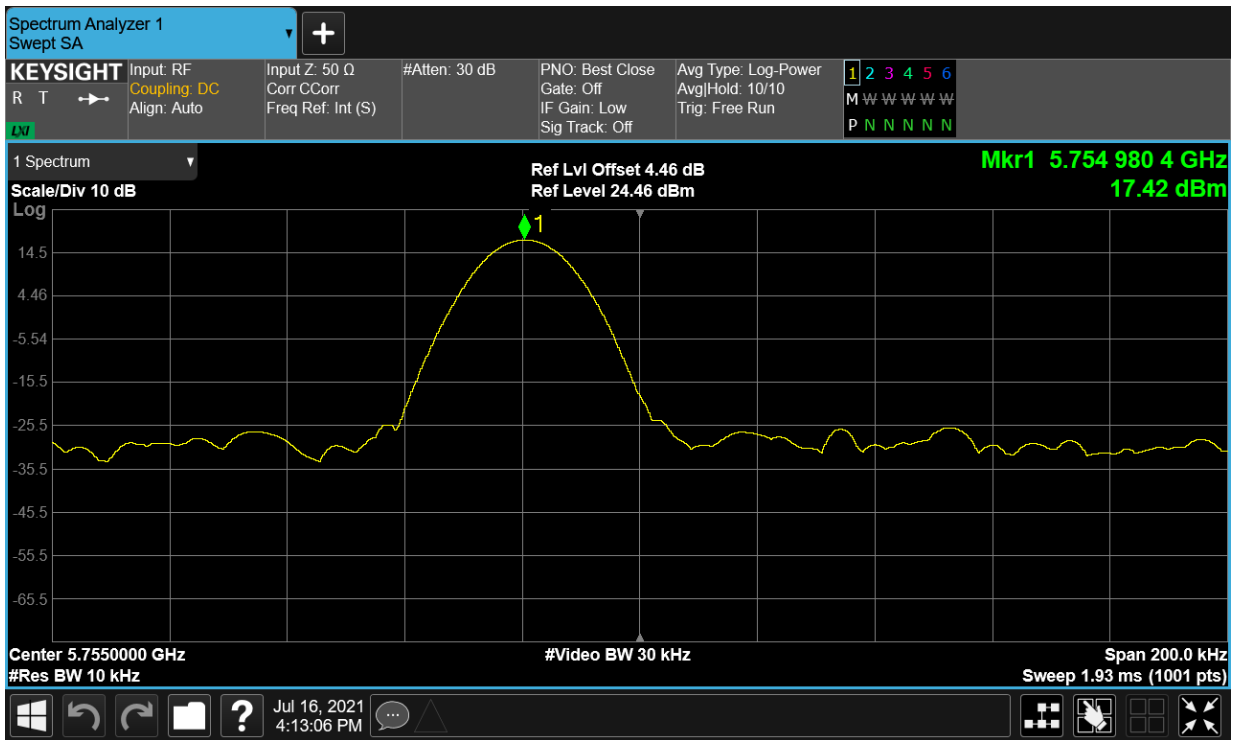 Spectrum Analyzer 1
Swept SA
KEYSIGHT
R T
LXI
Input: RF
Coupling: DC
Align: Auto
Input Z: 50 Ω
Corr CCorr
Freq Ref: Int (S)
#Atten: 30 dB
PNO: Best Close
Gate: Off
IF Gain: Low
Sig Track: Off
Avg Type: Log-Power
Avg|Hold: 10/10
Trig: Free Run
1 2 3 4 5 6
M W W W W W
P N N N N N
1 Spectrum
Scale/Div 10 dB
Ref Lvl Offset 4.46 dB
Ref Level 24.46 dBm
Mkr1 5.754 980 4 GHz
17.42 dBm
Log
1
14.5
4.46
-5.54
-15.5
-25.5
-35.5
-45.5
-55.5
-65.5
Center 5.7550000 GHz
#Res BW 10 kHz
#Video BW 30 kHz
Span 200.0 kHz
Sweep 1.93 ms (1001 pts)
?
Jul 16, 2021
4:13:06 PM